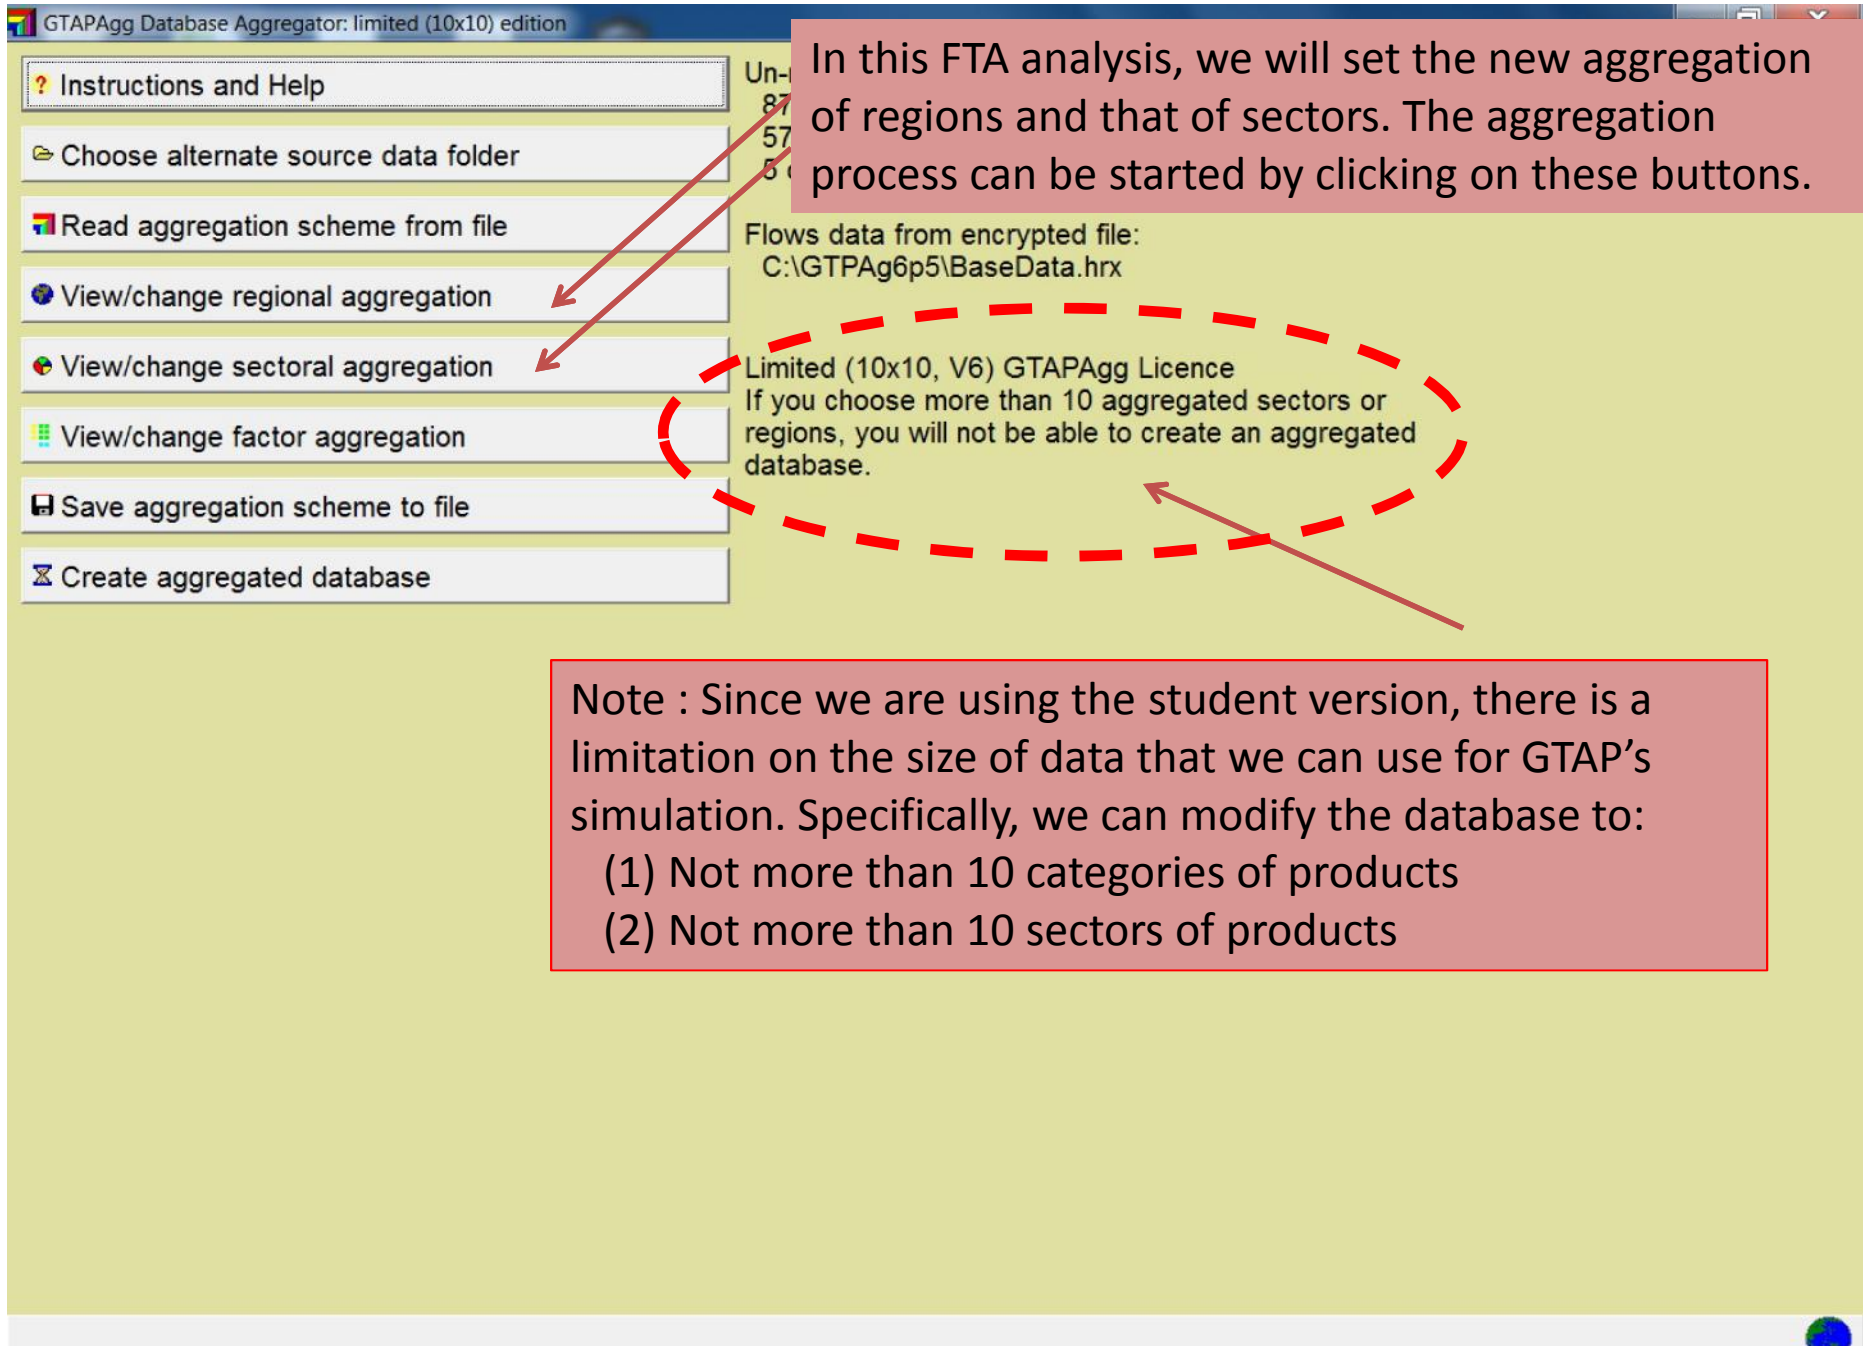 GTAPAgg Database Aggregator: limited (10x10) edition
In this FTA analysis, we will set the new aggregation
of regions and that of sectors. The aggregation
process can be started by clicking on these buttons.
? Instructions and Help
Choose alternate source data folder
Read aggregation scheme from file
View/change regional aggregation
View/change sectoral aggregation
View/change factor aggregation
Save aggregation scheme to file
Create aggregated database
87
57
5
Flows data from encrypted file:
C:\GTPAg6p5\BaseData.hrx
Limited (10x10, V6) GTAPAgg Licence
If you choose more than 10 aggregated sectors or
regions, you will not be able to create an aggregated
database.
Note : Since we are using the student version, there is a
limitation on the size of data that we can use for GTAP’s
simulation. Specifically, we can modify the database to:
(1) Not more than 10 categories of products
(2) Not more than 10 sectors of products